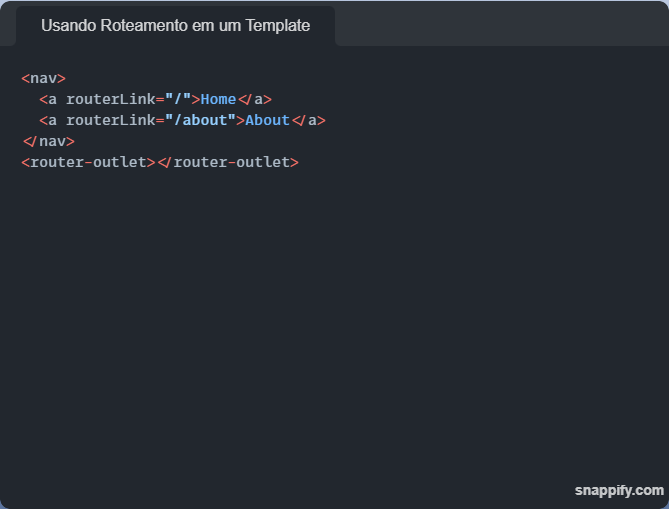 Usando Roteamento em um Template
<nav>
  <a routerLink="/">Home</a>
  <a routerLink="/about">About</a>
</nav>
<router-outlet></router-outlet>
snappify.com